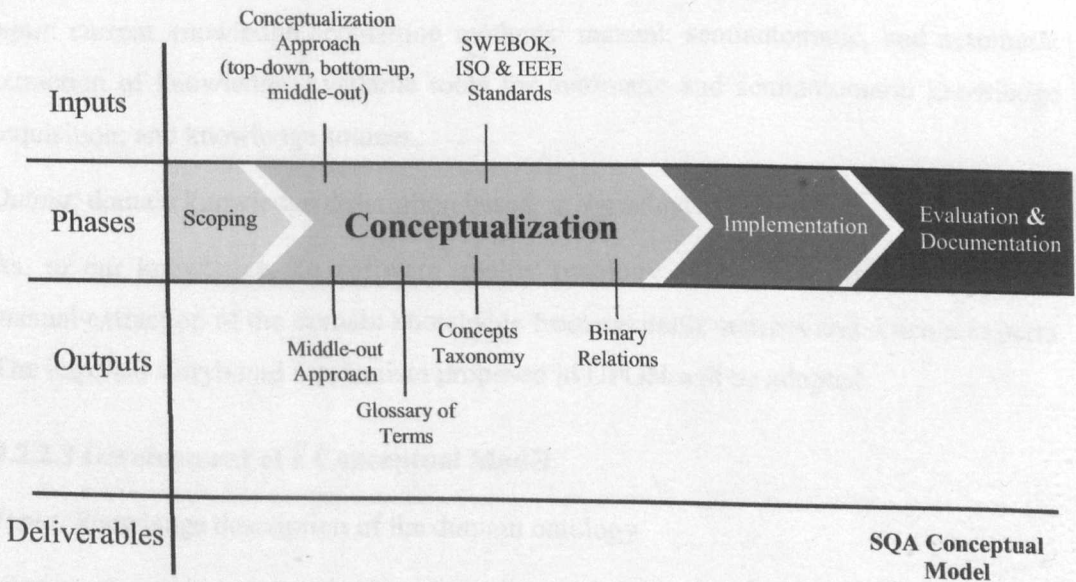 Conceptualization
Approach
(top-down, bottom-up,
middle-out)
SWEBOK;
ISO & IEEE
Standards
Inputs
Phases
Scoping
Conceptualization
Implementation
Evaluation &
Documentation
Outputs
Middle-out
Approach
Glossary of
Terms
Concepts
Taxonomy
Binary
Relations
Deliverables
SQA Conceptual
Model